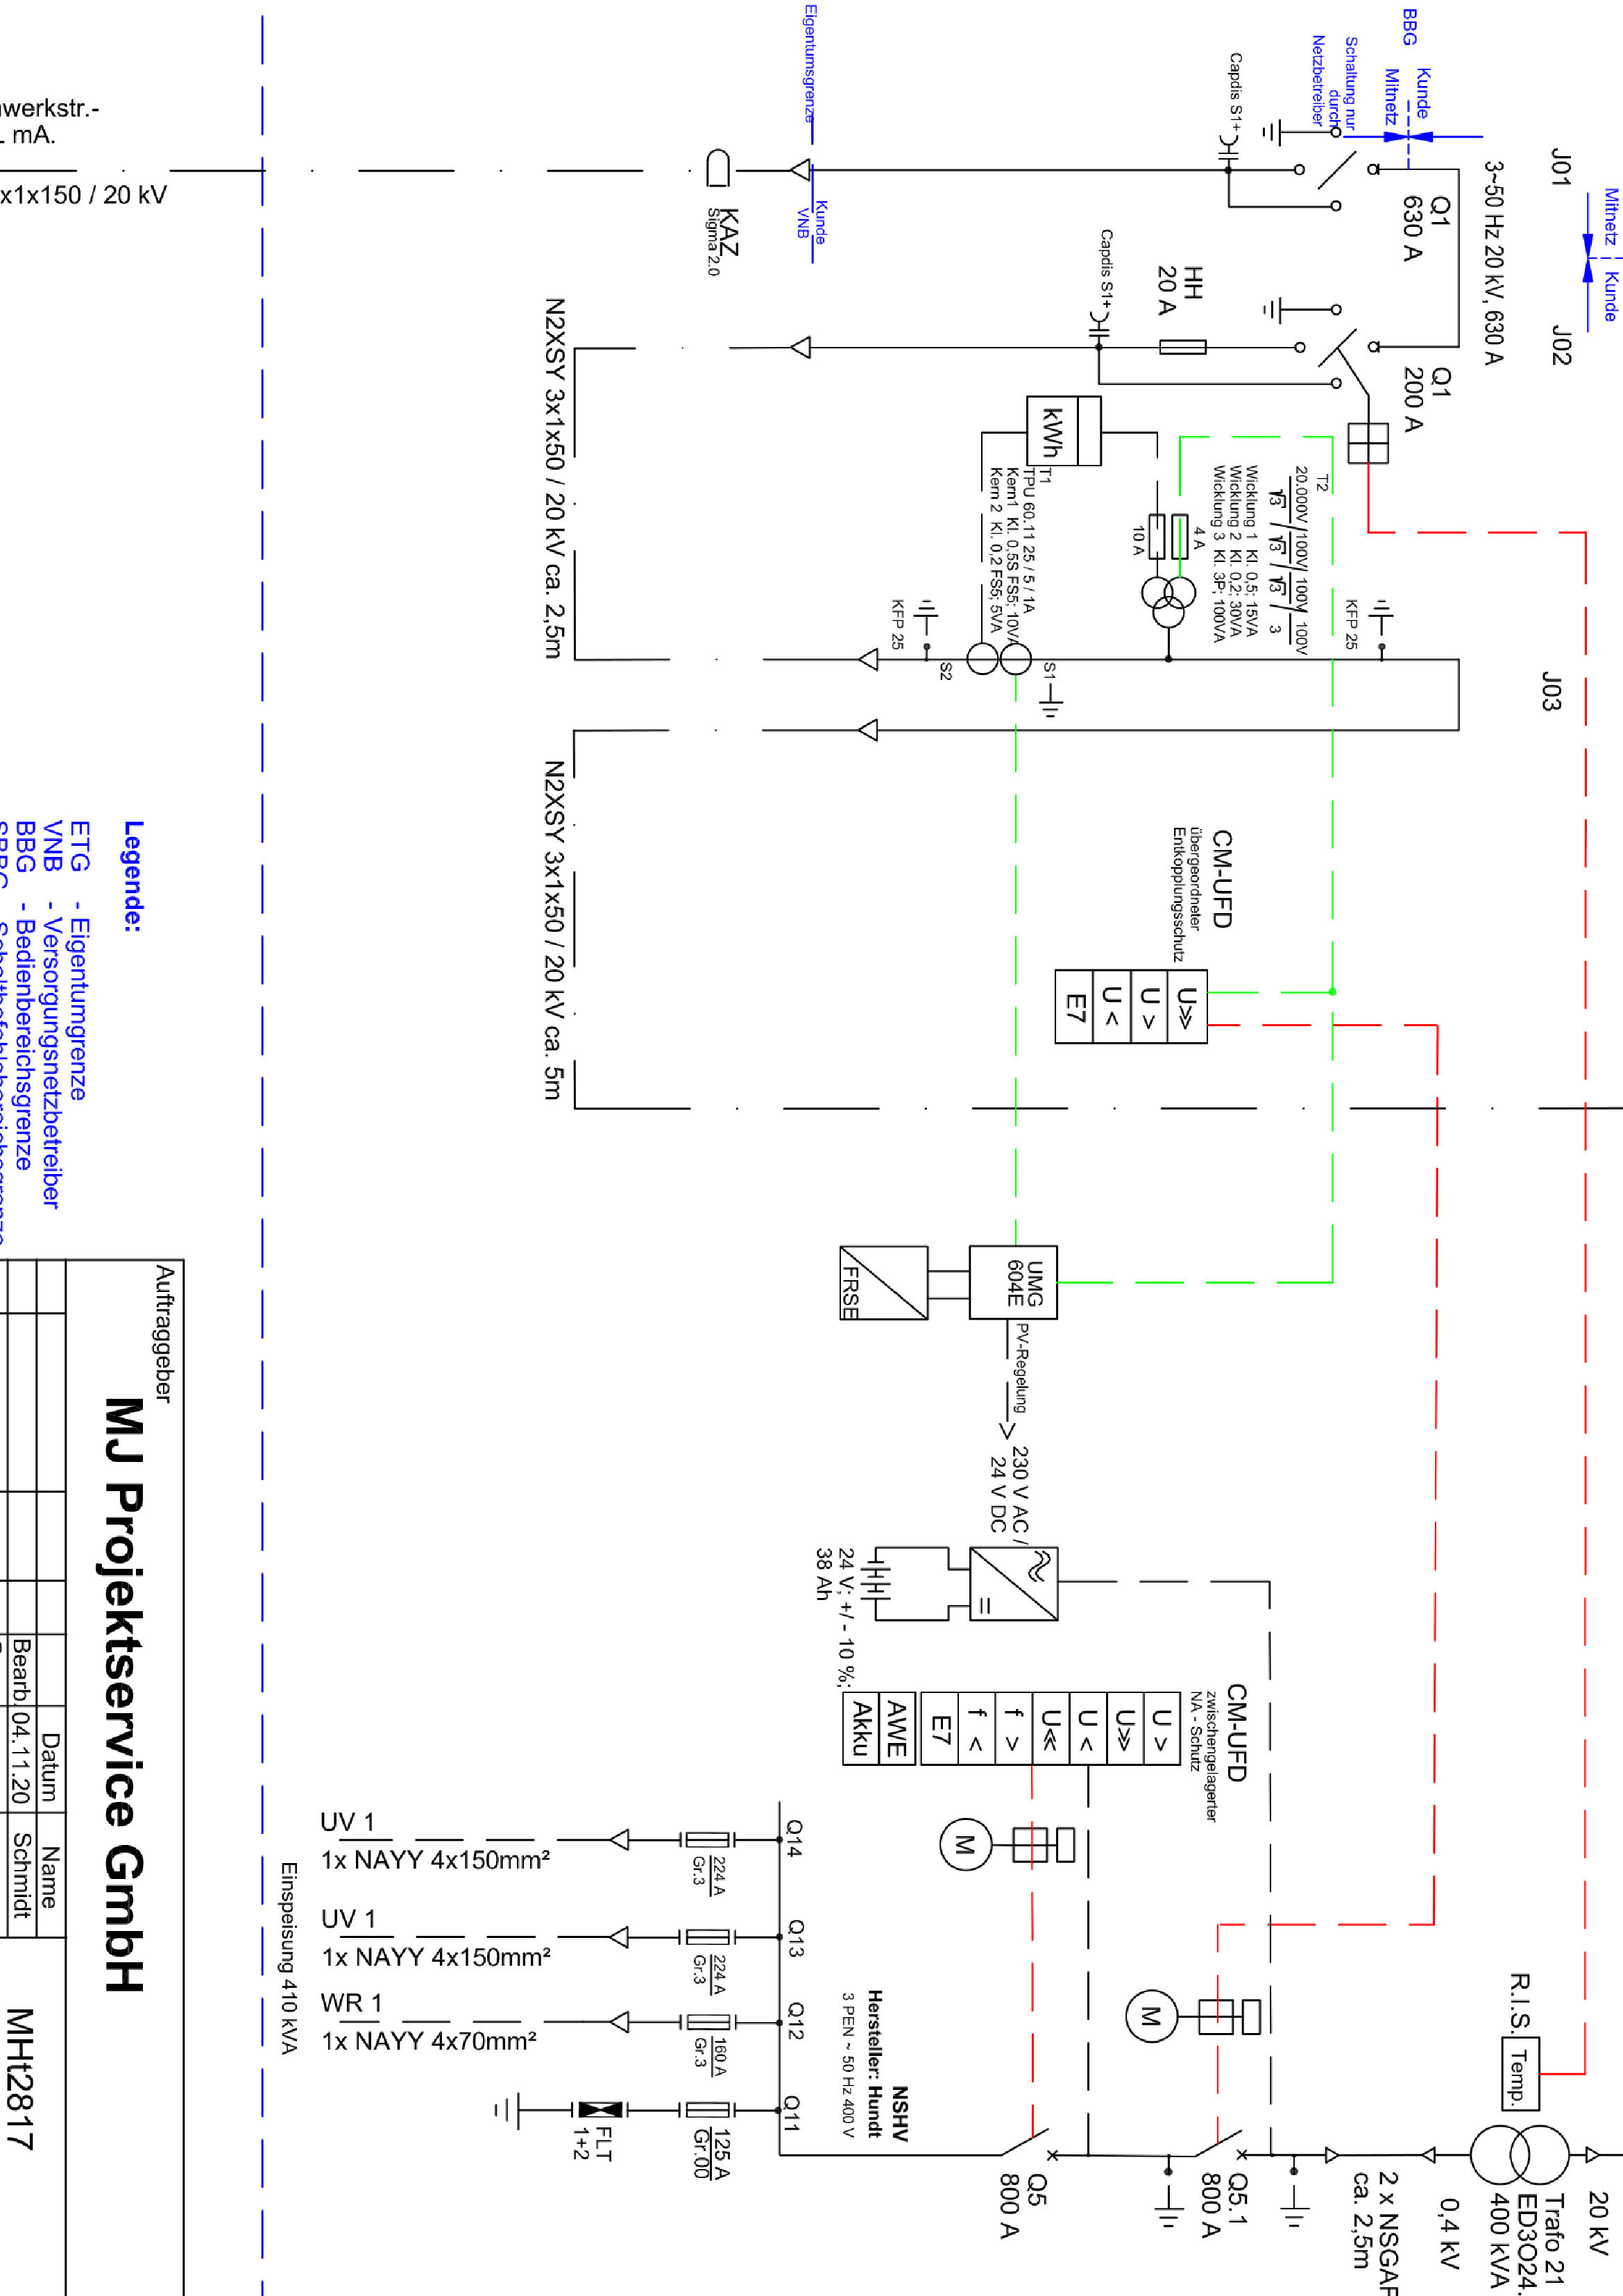 Mitnetz | Kunde
J01
J02
J03
3~50 Hz 20 kV, 630 A
BBG
Kunde
Mitnetz
Schaltung nur
durch
Netzbetreiber
Q1
630 A
Q1
200 A
Capdis S1+
HH
20 A
Capdis S1+
Eigentumsgrenze
Kunde
VNB
KAZ
Sigma 2.0
T2
20.000V / 100V / 100V / 100V
√3 / √3 / √3 / 3
Wicklung 1 Kl. 0,5; 15VA
Wicklung 2 Kl. 0,2; 30VA
Wicklung 3 Kl. 3P; 100VA
KFP 25
4 A
10 A
kWh
T1
TPU 60.11 25 / 5 / 1A
Kern1 Kl. 0,5S FS5; 10VA
Kern 2 Kl. 0,2 FS5; 5VA
S1
S2
KFP 25
N2XSY 3x1x50 / 20 kV ca. 2,5m
N2XSY 3x1x50 / 20 kV ca. 5m
CM-UFD
übergeordneter
Entkopplungsschutz
U>>
U >
U <
E7
UMG
604E
FRSE
PV-Regelung
230 V AC /
24 V DC
24 V; +/ - 10 %;
38 Ah
CM-UFD
zwischengelagerter
NA - Schutz
U >
U>>
U <
U<<
f >
f <
E7
AWE
Akku
M
M
R.I.S.
Temp.
20 kV
Trafo 21
ED3O24.
400 kVA
0,4 kV
2 x NSGAF
ca. 2,5m
Q5.1
800 A
Q5
800 A
NSHV
Hersteller: Hundt
3 PEN ~ 50 Hz 400 V
Q14
Q13
Q12
Q11
224 A
Gr.3
224 A
Gr.3
160 A
Gr.3
125 A
Gr.00
FLT
1+2
UV 1
1x NAYY 4x150mm²
UV 1
1x NAYY 4x150mm²
WR 1
1x NAYY 4x70mm²
Einspeisung 410 kVA
mA.
x1x150 / 20 kV
Legende:
ETG - Eigentumgrenze
VNB - Versorgungsnetzbetreiber
BBG - Bedienbereichsgrenze
Auftraggeber
MJ Projektservice GmbH
Datum
Name
Bearb.
04.11.20
Schmidt
MHt2817